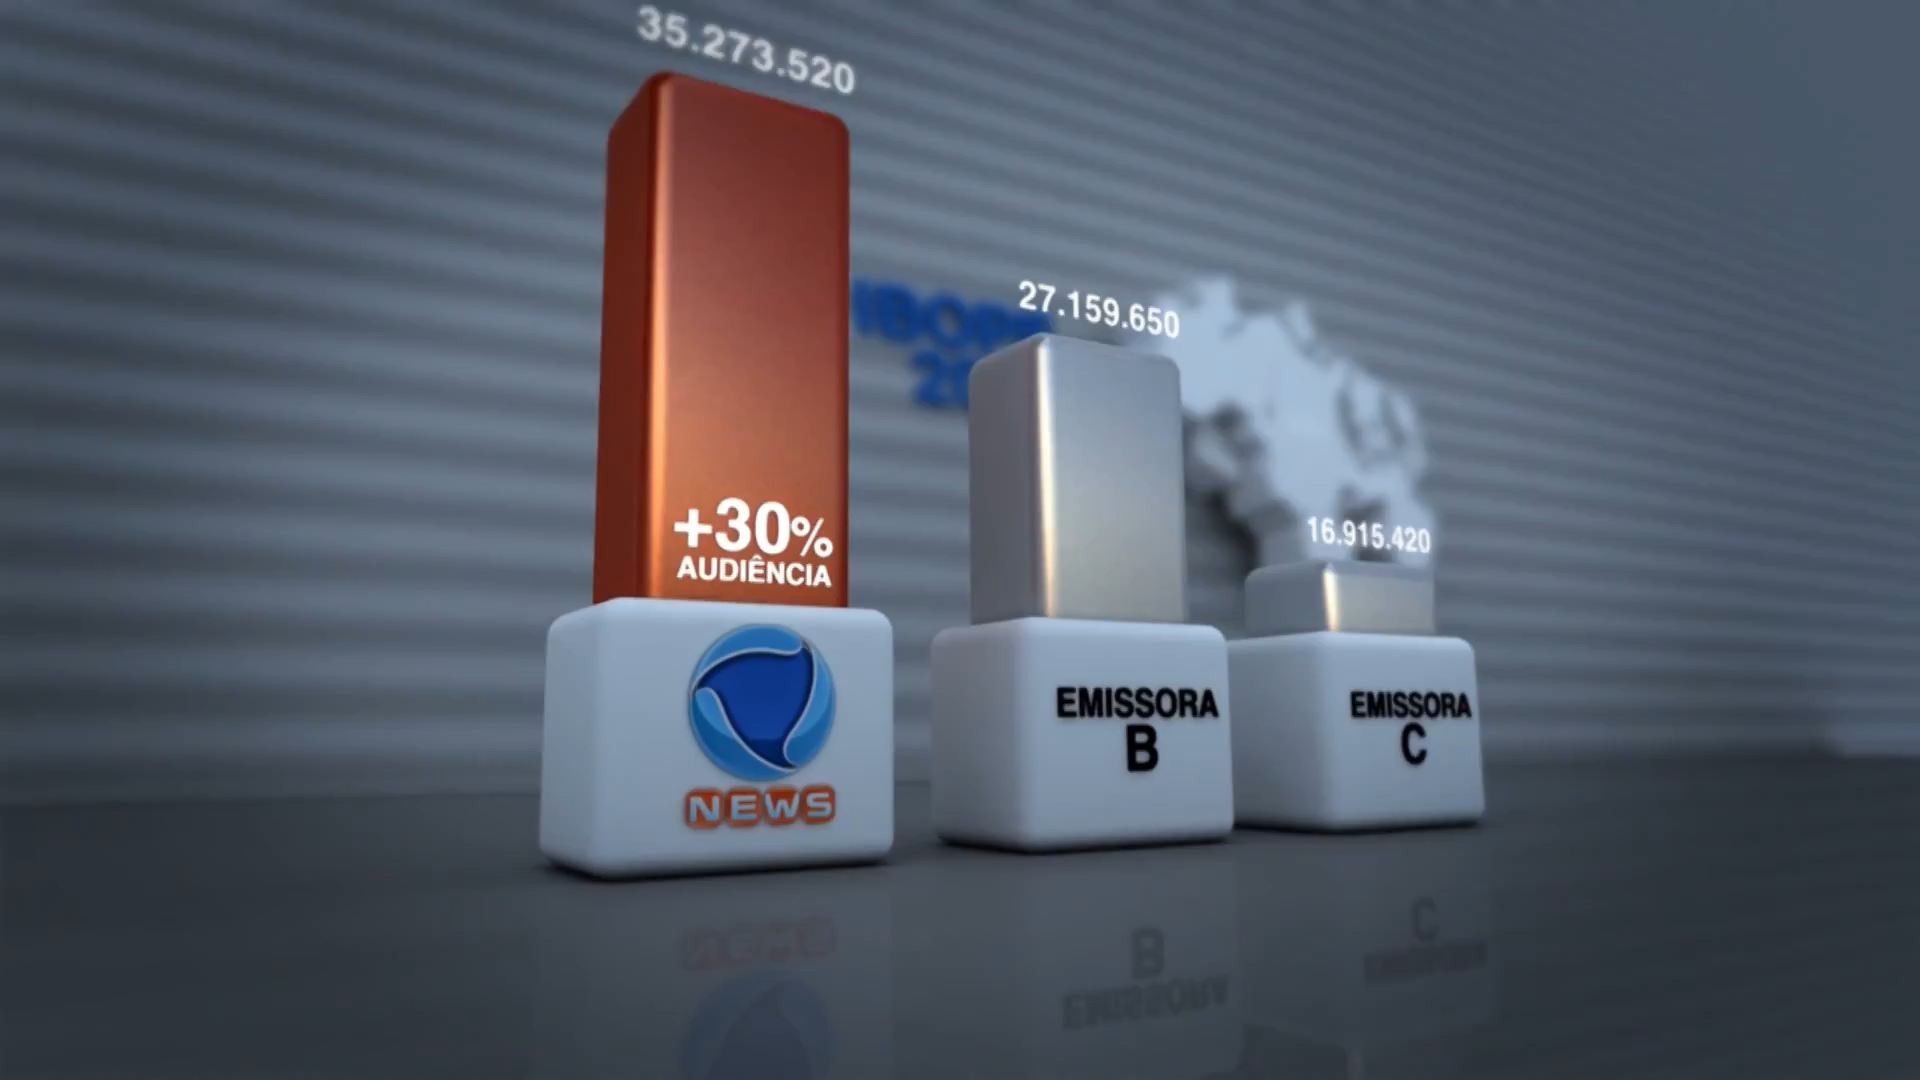 35.273.520
+30%
AUDIÊNCIA
NEWS
27.159.650
EMISSORA
B
16.915.420
EMISSORA
C